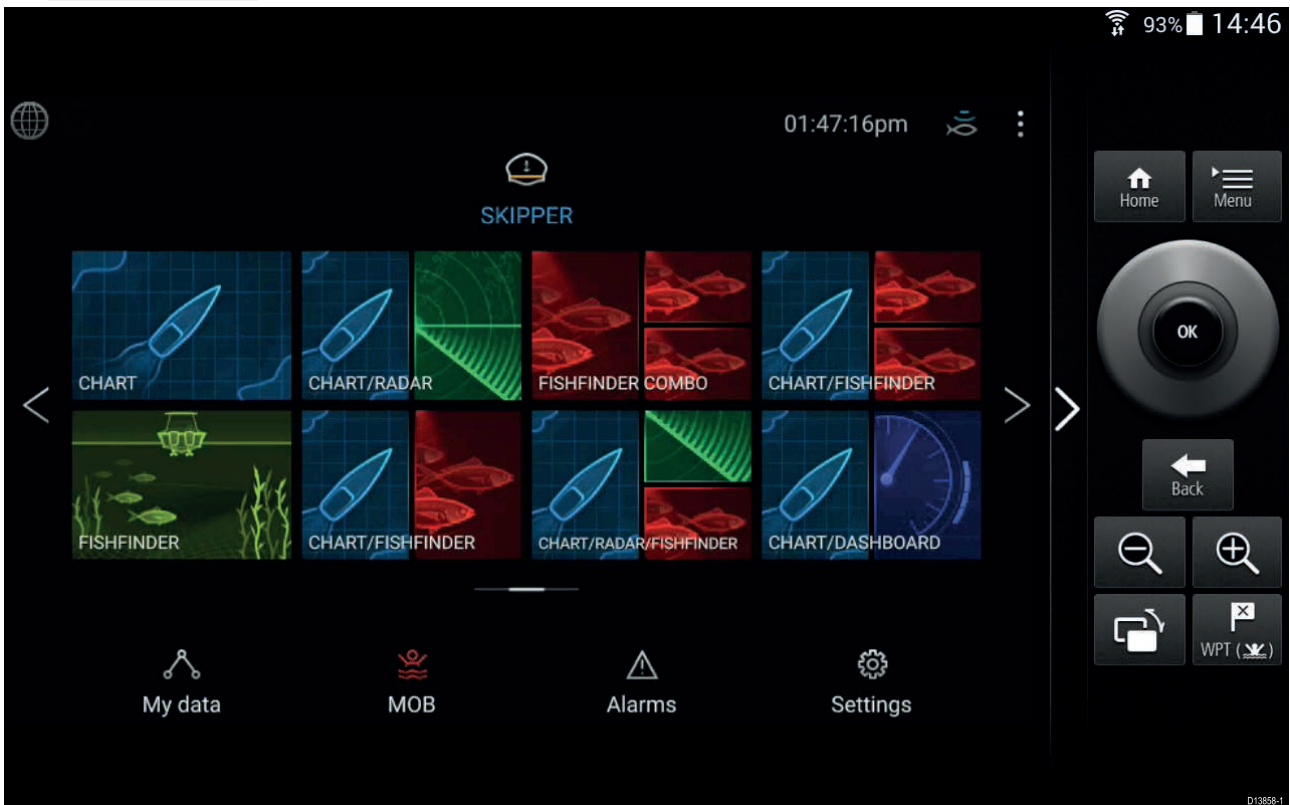 93% 14:46
01:47:16pm
SKIPPER
Home
Menu
CHART
CHART/RADAR
FISHFINDER COMBO
CHART/FISHFINDER
OK
FISHFINDER
CHART/FISHFINDER
CHART/RADAR/FISHFINDER
CHART/DASHBOARD
Back
WPT ( )
My data
MOB
Alarms
Settings
D13858-1